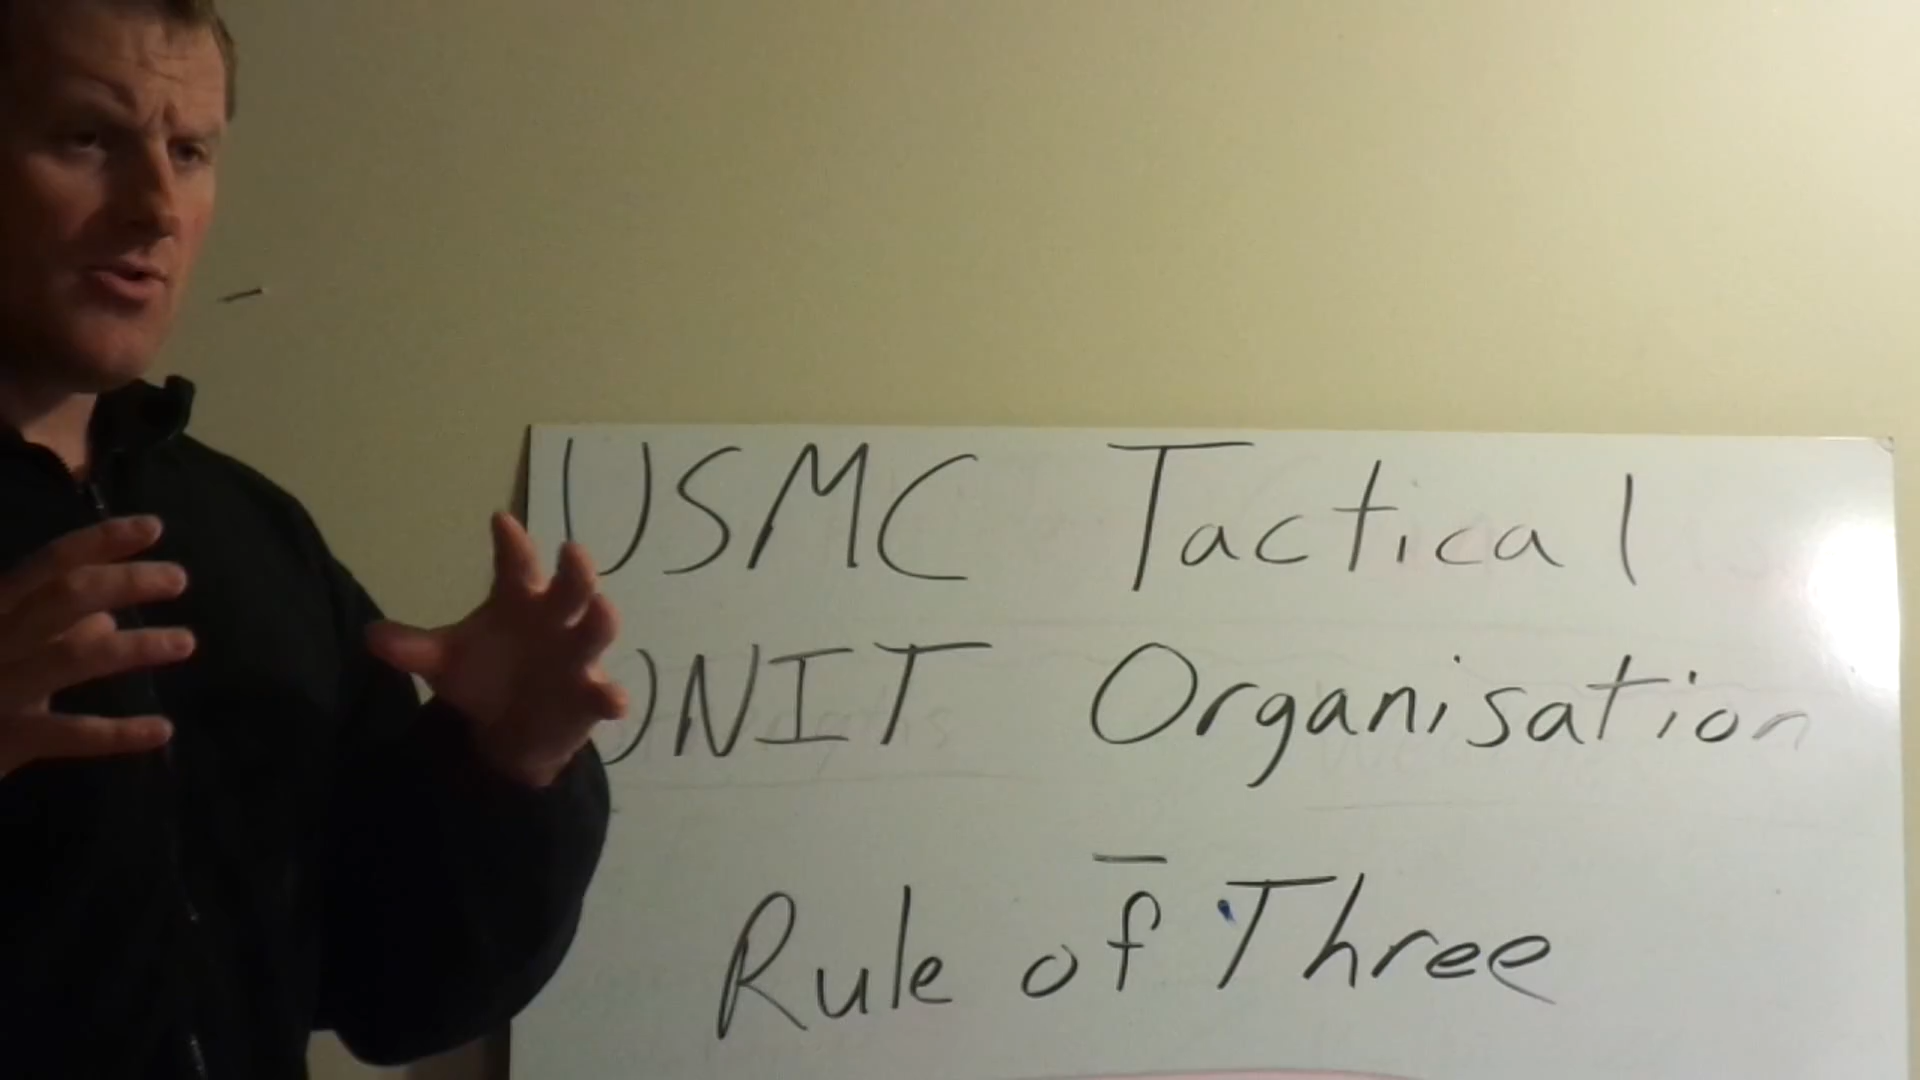 USMC Tactical
UNIT Organisation
Rule of Three